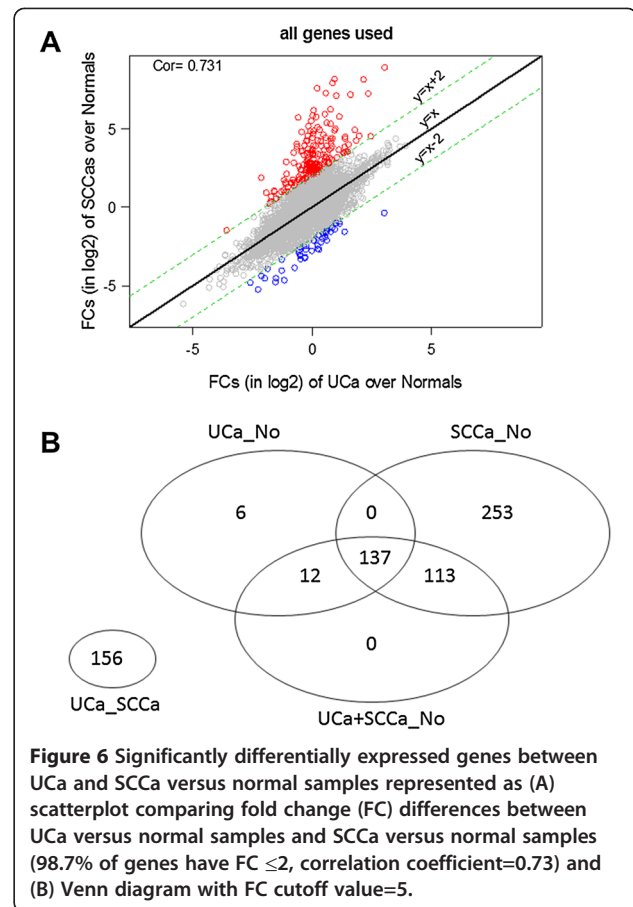 A
all genes used
Cor= 0.731
y=x+2
y=x
y=x-2
5
0
-5
FCs (in log2) of SCCas over Normals
-5
0
5
FCs (in log2) of UCa over Normals
B
UCa_No
SCCa_No
6
0
253
137
12
113
0
156
UCa_SCCa
UCa+SCCa_No
Figure 6 Significantly differentially expressed genes between
UCa and SCCa versus normal samples represented as (A)
scatterplot comparing fold change (FC) differences between
UCa versus normal samples and SCCa versus normal samples
(98.7% of genes have FC ≤2, correlation coefficient=0.73) and
(B) Venn diagram with FC cutoff value=5.